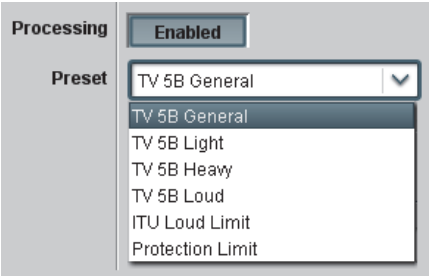 Processing Enabled
Preset TV 5B General
TV 5B General
TV 5B Light
TV 5B Heavy
TV 5B Loud
ITU Loud Limit
Protection Limit